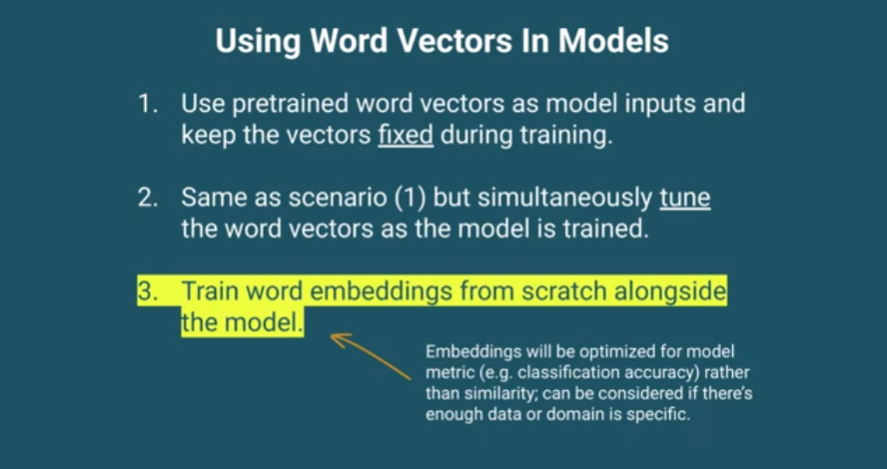 Using Word Vectors In Models
1. Use pretrained word vectors as model inputs and
keep the vectors fixed during training.
2. Same as scenario (1) but simultaneously tune
the word vectors as the model is trained.
3. Train word embeddings from scratch alongside
the model.
Embeddings will be optimized for model
metric (e.g. classification accuracy) rather
than similarity; can be considered if there's
enough data or domain is specific.